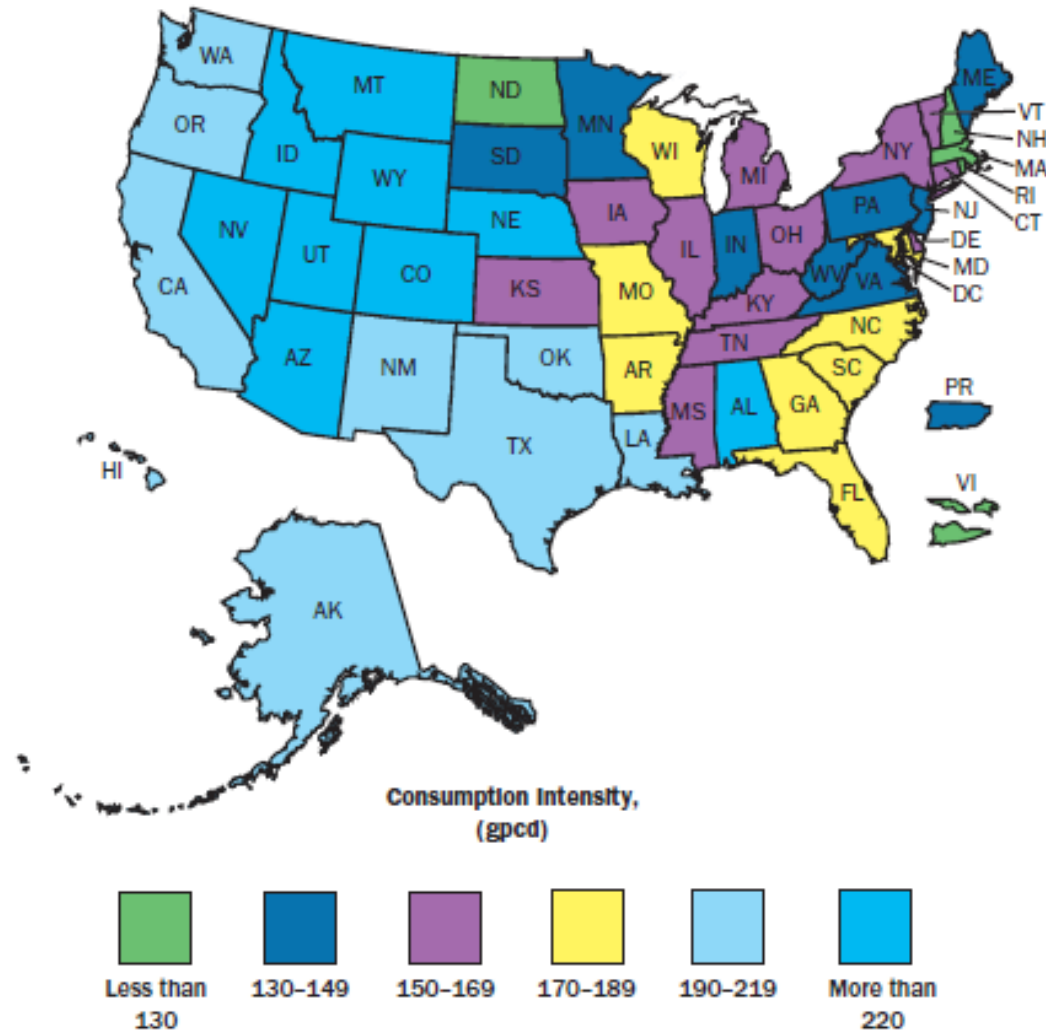 WA
MT
ND
MN
ME
VT
NH
MA
RI
CT
OR
ID
SD
WI
MI
NY
WY
NE
IA
PA
NJ
DE
MD
DC
NV
UT
CO
IL
IN
OH
WV
VA
CA
KS
MO
KY
NC
AZ
NM
OK
AR
TN
SC
PR
TX
LA
MS
AL
GA
HI
FL
VI
AK
Consumption Intensity,
(gpcd)
Less than
130
130–149
150–169
170–189
190–219
More than
220